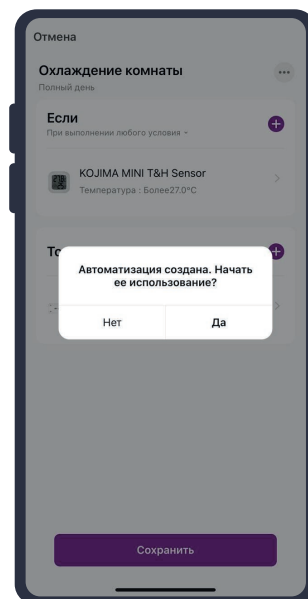 Отмена
Охлаждение комнаты
Полный день
Если
При выполнении любого условия
KOJIMA MINI T&H Sensor
Температура : Более27.0°C
То
Автоматизация создана. Начать
ее использование?
Нет
Да
Сохранить